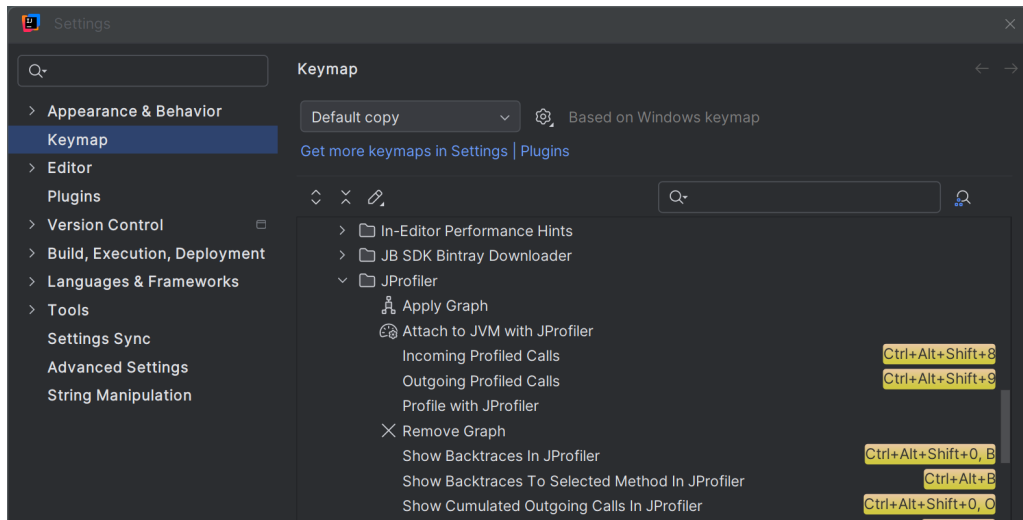 Settings
Keymap
Default copy
Based on Windows keymap
Get more keymaps in Settings | Plugins
Appearance & Behavior
Keymap
Editor
Plugins
Version Control
Build, Execution, Deployment
Languages & Frameworks
Tools
Settings Sync
Advanced Settings
String Manipulation
In-Editor Performance Hints
JB SDK Bintray Downloader
JProfiler
Apply Graph
Attach to JVM with JProfiler
Incoming Profiled Calls Ctrl+Alt+Shift+8
Outgoing Profiled Calls Ctrl+Alt+Shift+9
Profile with JProfiler
Remove Graph
Show Backtraces In JProfiler Ctrl+Alt+Shift+0, B
Show Backtraces To Selected Method In JProfiler Ctrl+Alt+B
Show Cumulated Outgoing Calls In JProfiler Ctrl+Alt+Shift+0, O